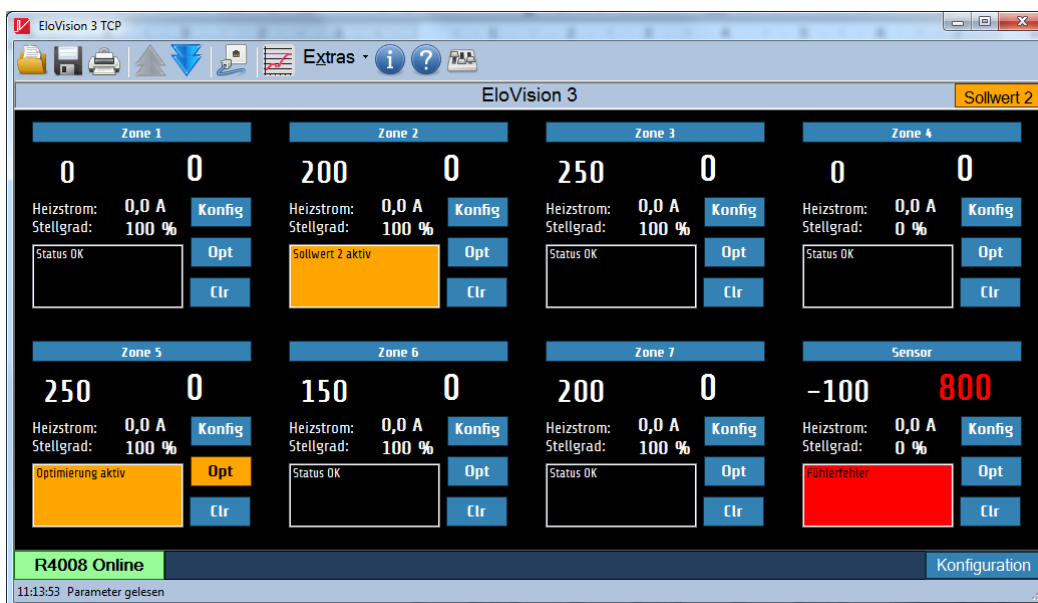 EloVision 3 TCP
Extras
EloVision 3
Sollwert 2
Zone 1
Zone 2
Zone 3
Zone 4
0 0
200 0
250 0
0 0
Heizstrom: 0,0 A Konfig
Stellgrad: 100 %
Status OK
Opt
Clr
Heizstrom: 0,0 A Konfig
Stellgrad: 100 %
Sollwert 2 aktiv
Opt
Clr
Heizstrom: 0,0 A Konfig
Stellgrad: 100 %
Status OK
Opt
Clr
Heizstrom: 0,0 A Konfig
Stellgrad: 0 %
Status OK
Opt
Clr
Zone 5
Zone 6
Zone 7
Sensor
250 0
150 0
200 0
-100 800
Heizstrom: 0,0 A Konfig
Stellgrad: 100 %
Optimierung aktiv
Opt
Clr
Heizstrom: 0,0 A Konfig
Stellgrad: 100 %
Status OK
Opt
Clr
Heizstrom: 0,0 A Konfig
Stellgrad: 100 %
Status OK
Opt
Clr
Heizstrom: 0,0 A Konfig
Stellgrad: 0 %
Fühlerfehler
Opt
Clr
R4008 Online
Konfiguration
11:13:53 Parameter gelesen